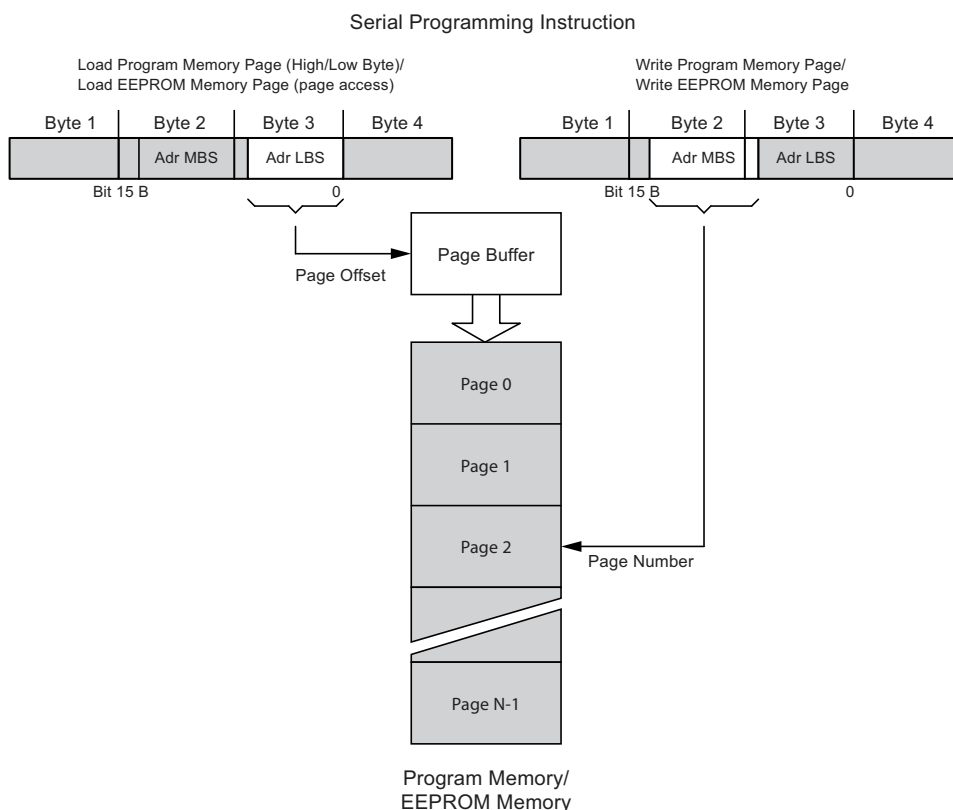 Serial Programming Instruction
Load Program Memory Page (High/Low Byte)/
Load EEPROM Memory Page (page access)
Write Program Memory Page/
Write EEPROM Memory Page
Byte 1 Byte 2 Byte 3 Byte 4
Byte 1 Byte 2 Byte 3 Byte 4
Adr MBS Adr LBS
Adr MBS Adr LBS
Bit 15 B 0
Bit 15 B 0
Page Buffer
Page Offset
Page 0
Page 1
Page 2
Page Number
Page N-1
Program Memory/
EEPROM Memory